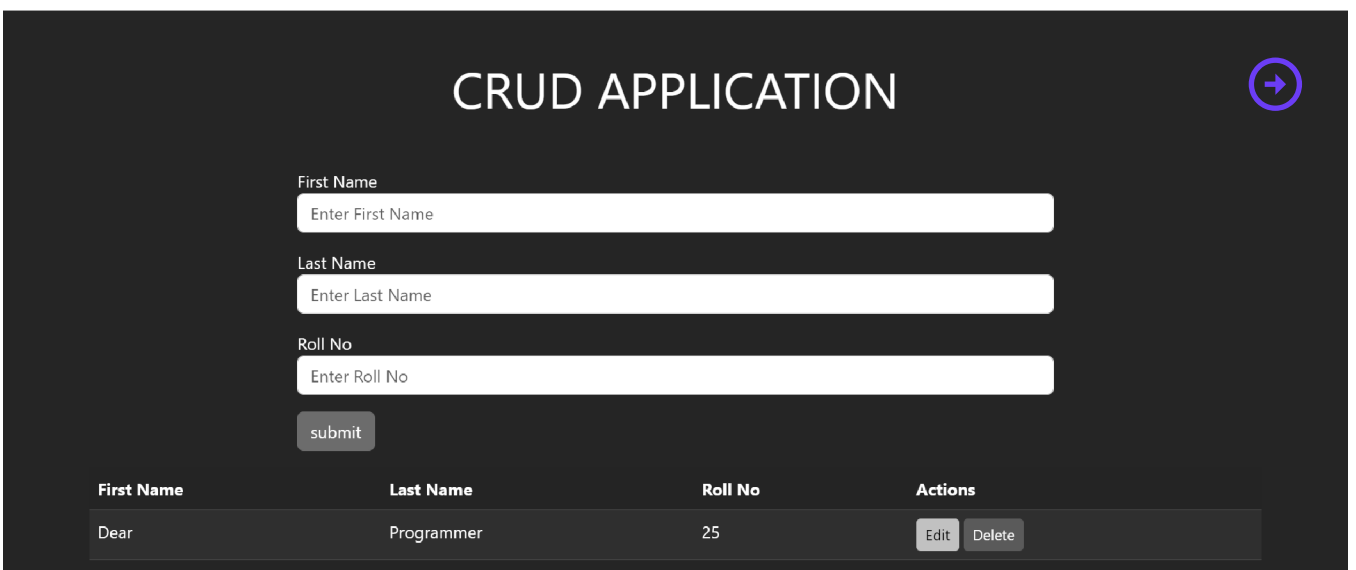 CRUD APPLICATION
First Name
Enter First Name
Last Name
Enter Last Name
Roll No
Enter Roll No
submit
First Name Last Name Roll No Actions
Dear Programmer 25 Edit Delete